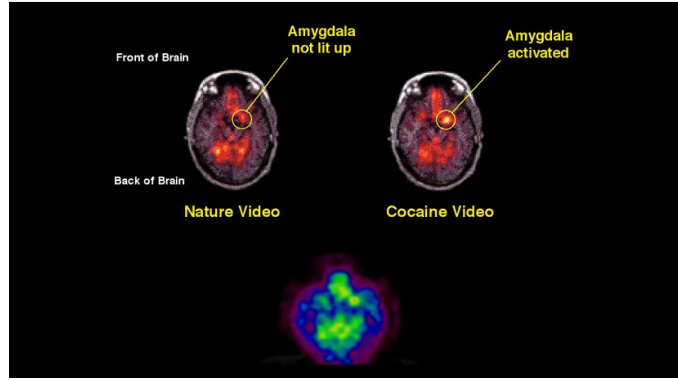 Amygdala
not lit up
Amygdala
activated
Front of Brain
Back of Brain
Nature Video
Cocaine Video